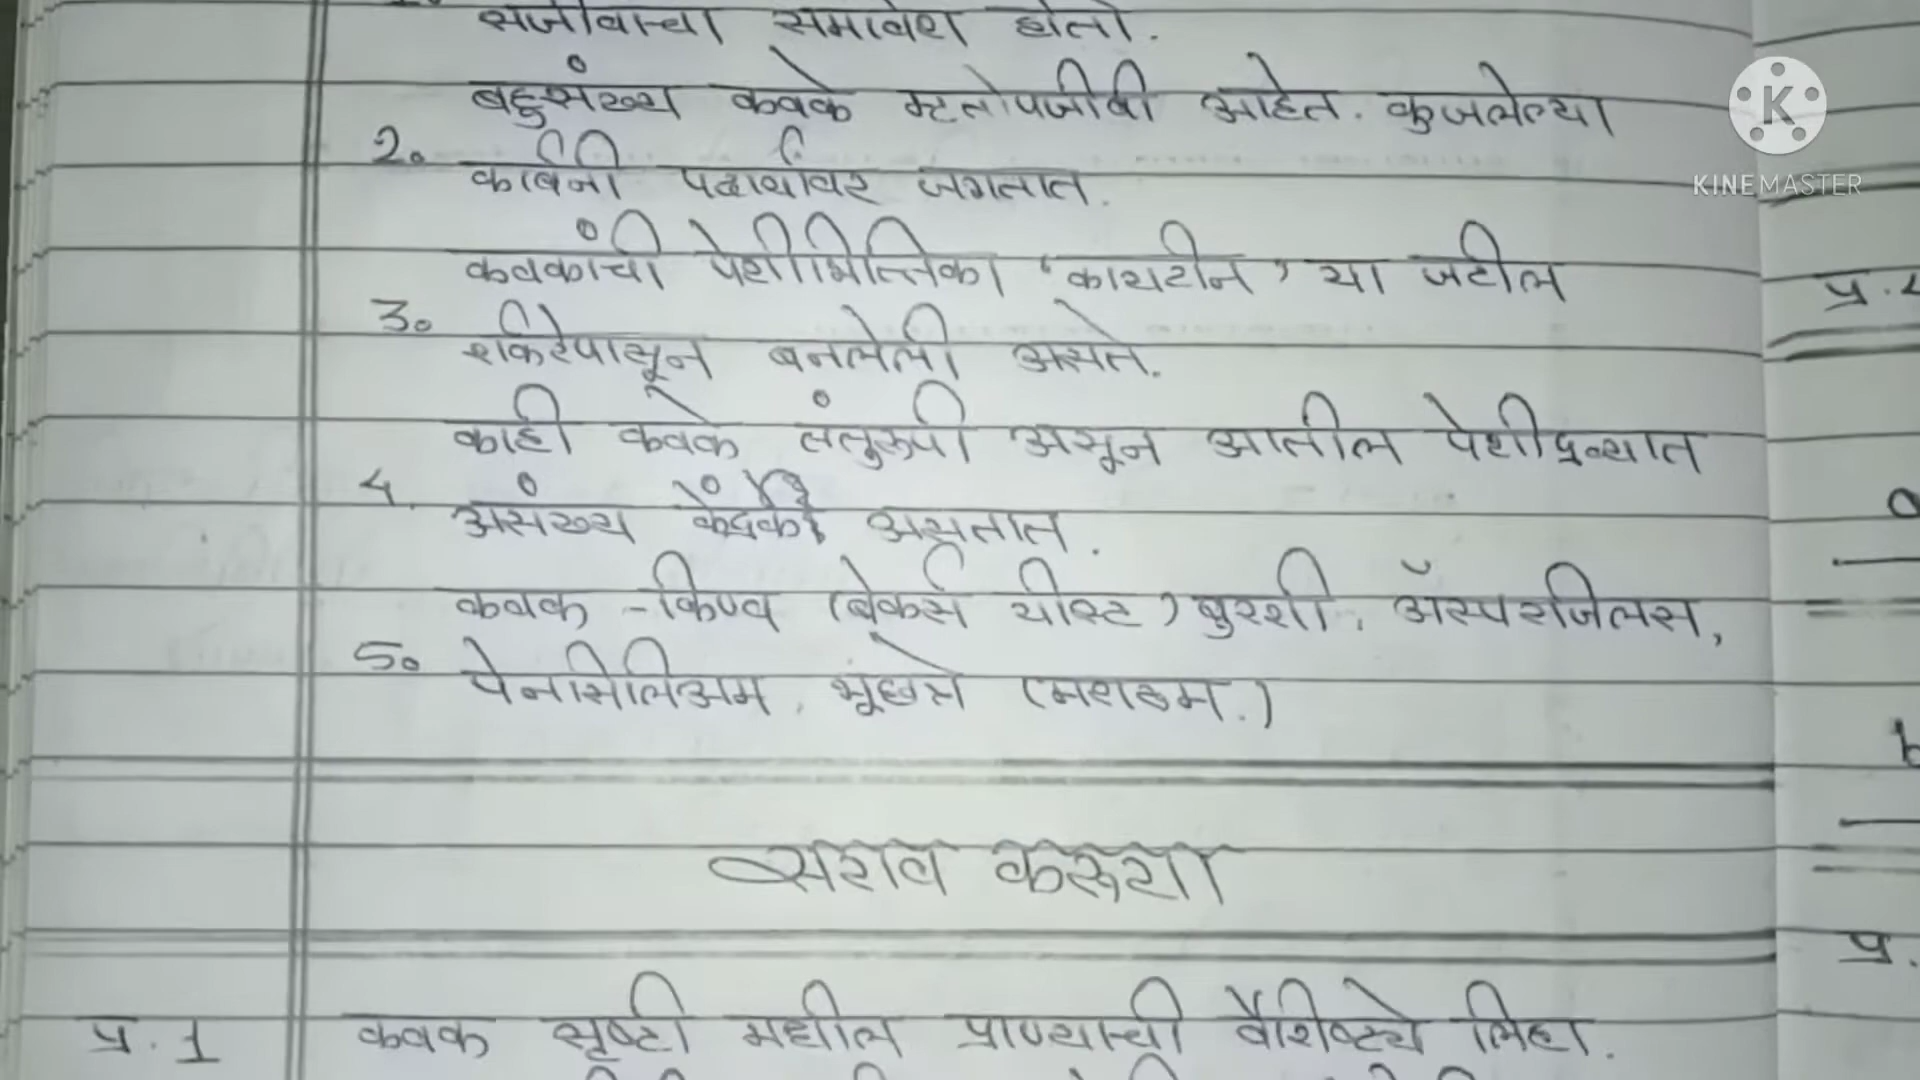 सजीवांचा समावेश होतो.
बहुसंख्य कवके मृतोपजीवी आहेत. कुजलेल्या
2. कार्बनी पदार्थांवर जगतात.
कवकांची पेशीभित्तिका 'कायटीन' या जटील
3. शर्करेपासून बनलेली असते.
काही कवके तंतुरूपी असून आतील पेशीद्रव्यात
4. असंख्य केंद्रके असतात.
कवक - किण्व (बेकर्स यीस्ट) बुरशी, ॲस्परजिलस,
5. पेनासिलिअम, भूछत्रे (मशरूम.)
सराव करूया
प्र. 1 कवक सृष्टी मधील प्राण्याची वैशिष्ट्ये लिहा.
प्र.
प्र.
K
KINEMASTER